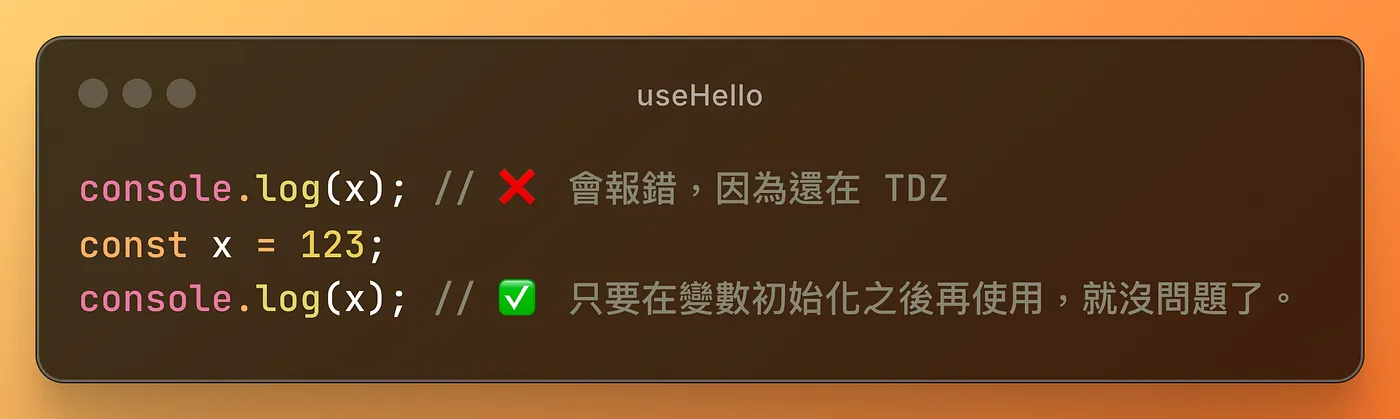 useHello
console.log(x); // ❌ 會報錯，因為還在 TDZ
const x = 123;
console.log(x); // ✅ 只要在變數初始化之後再使用，就沒問題了。